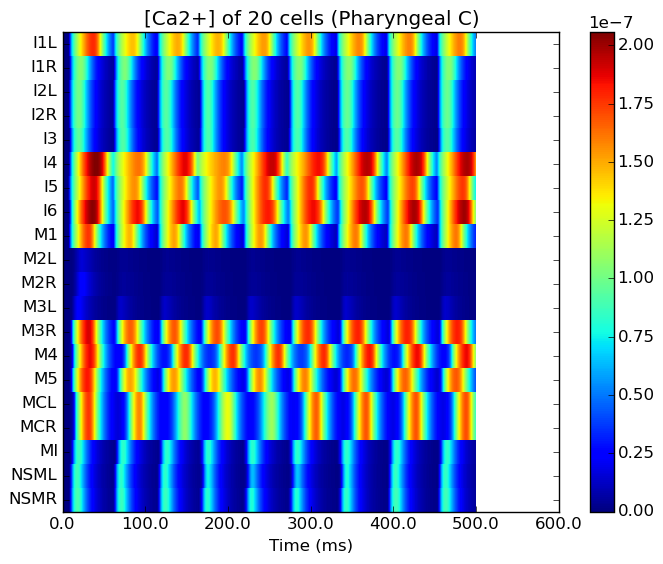 [Ca2+] of 20 cells (Pharyngeal C)
1e−7
I1L
I1R
I2L
I2R
I3
I4
I5
I6
M1
M2L
M2R
M3L
M3R
M4
M5
MCL
MCR
MI
NSML
NSMR
0.0 100.0 200.0 300.0 400.0 500.0 600.0
Time (ms)
2.00
1.75
1.50
1.25
1.00
0.75
0.50
0.25
0.00